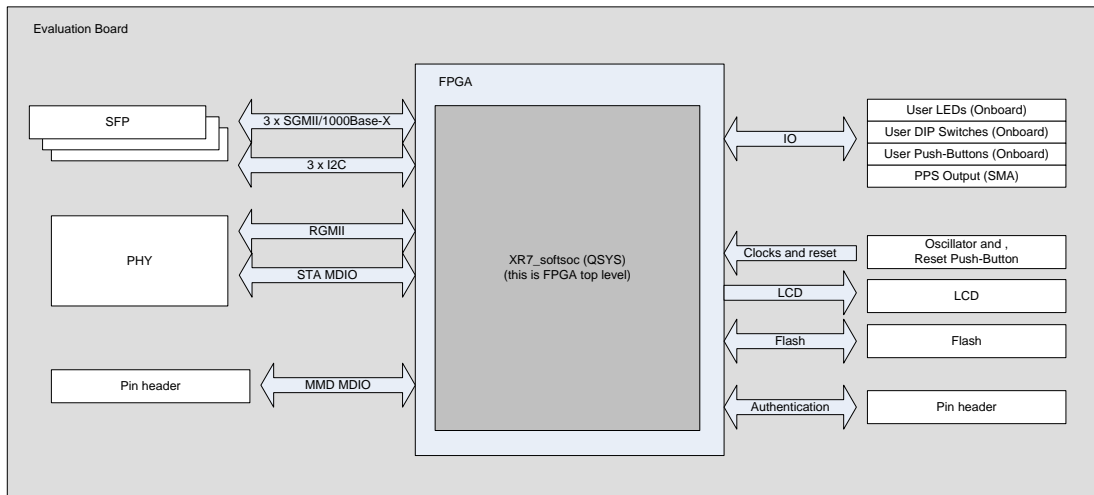 Evaluation Board
FPGA
SFP
3 x SGMII/1000Base-X
3 x I2C
PHY
RGMII
STA MDIO
Pin header
MMD MDIO
XR7_softsoc (QSYS)
(this is FPGA top level)
IO
User LEDs (Onboard)
User DIP Switches (Onboard)
User Push-Buttons (Onboard)
PPS Output (SMA)
Clocks and reset
Oscillator and ,
Reset Push-Button
LCD
LCD
Flash
Flash
Authentication
Pin header